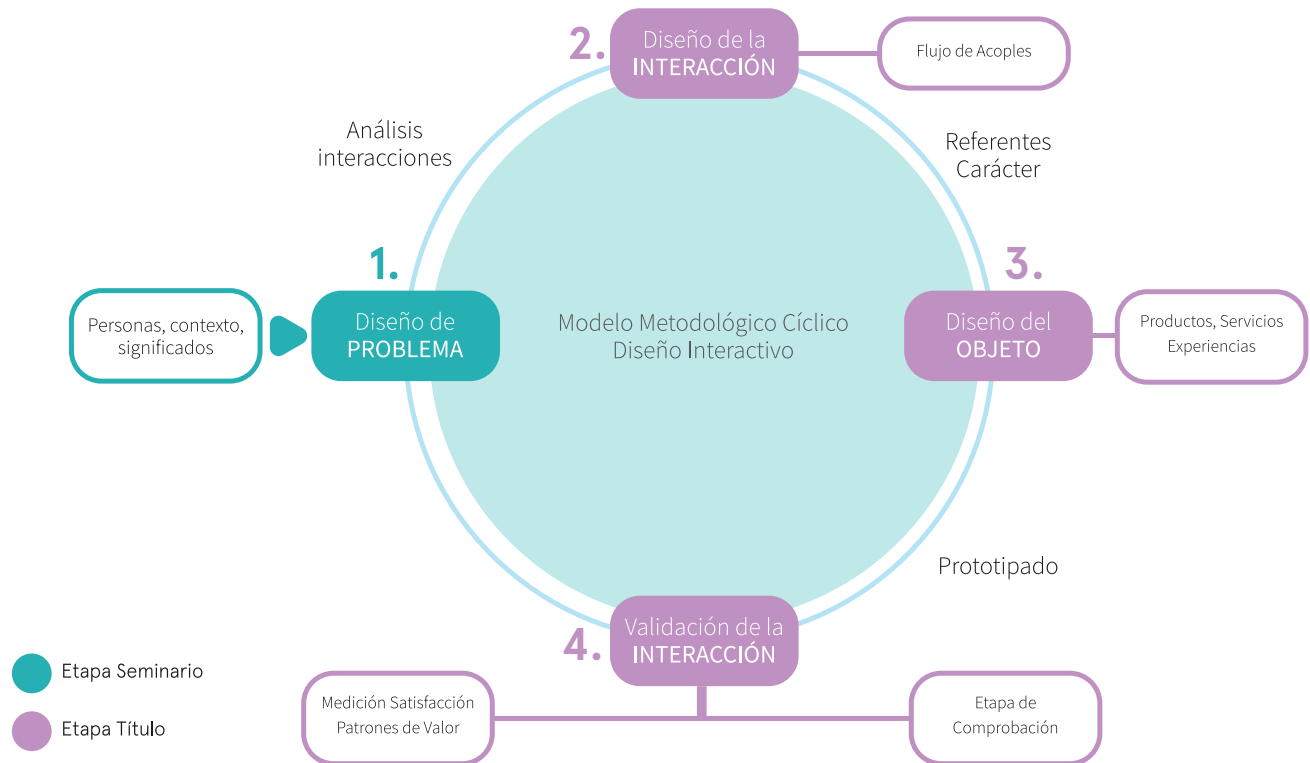 2.
Diseño de la
INTERACCIÓN
Flujo de Acoples
Análisis
interacciones
Referentes
Carácter
1.
3.
Personas, contexto,
significados
Diseño de
PROBLEMA
Modelo Metodológico Cíclico
Diseño Interactivo
Diseño del
OBJETO
Productos, Servicios
Experiencias
Prototipado
4.
Validación de la
INTERACCIÓN
Etapa Seminario
Etapa Título
Medición Satisfacción
Patrones de Valor
Etapa de
Comprobación